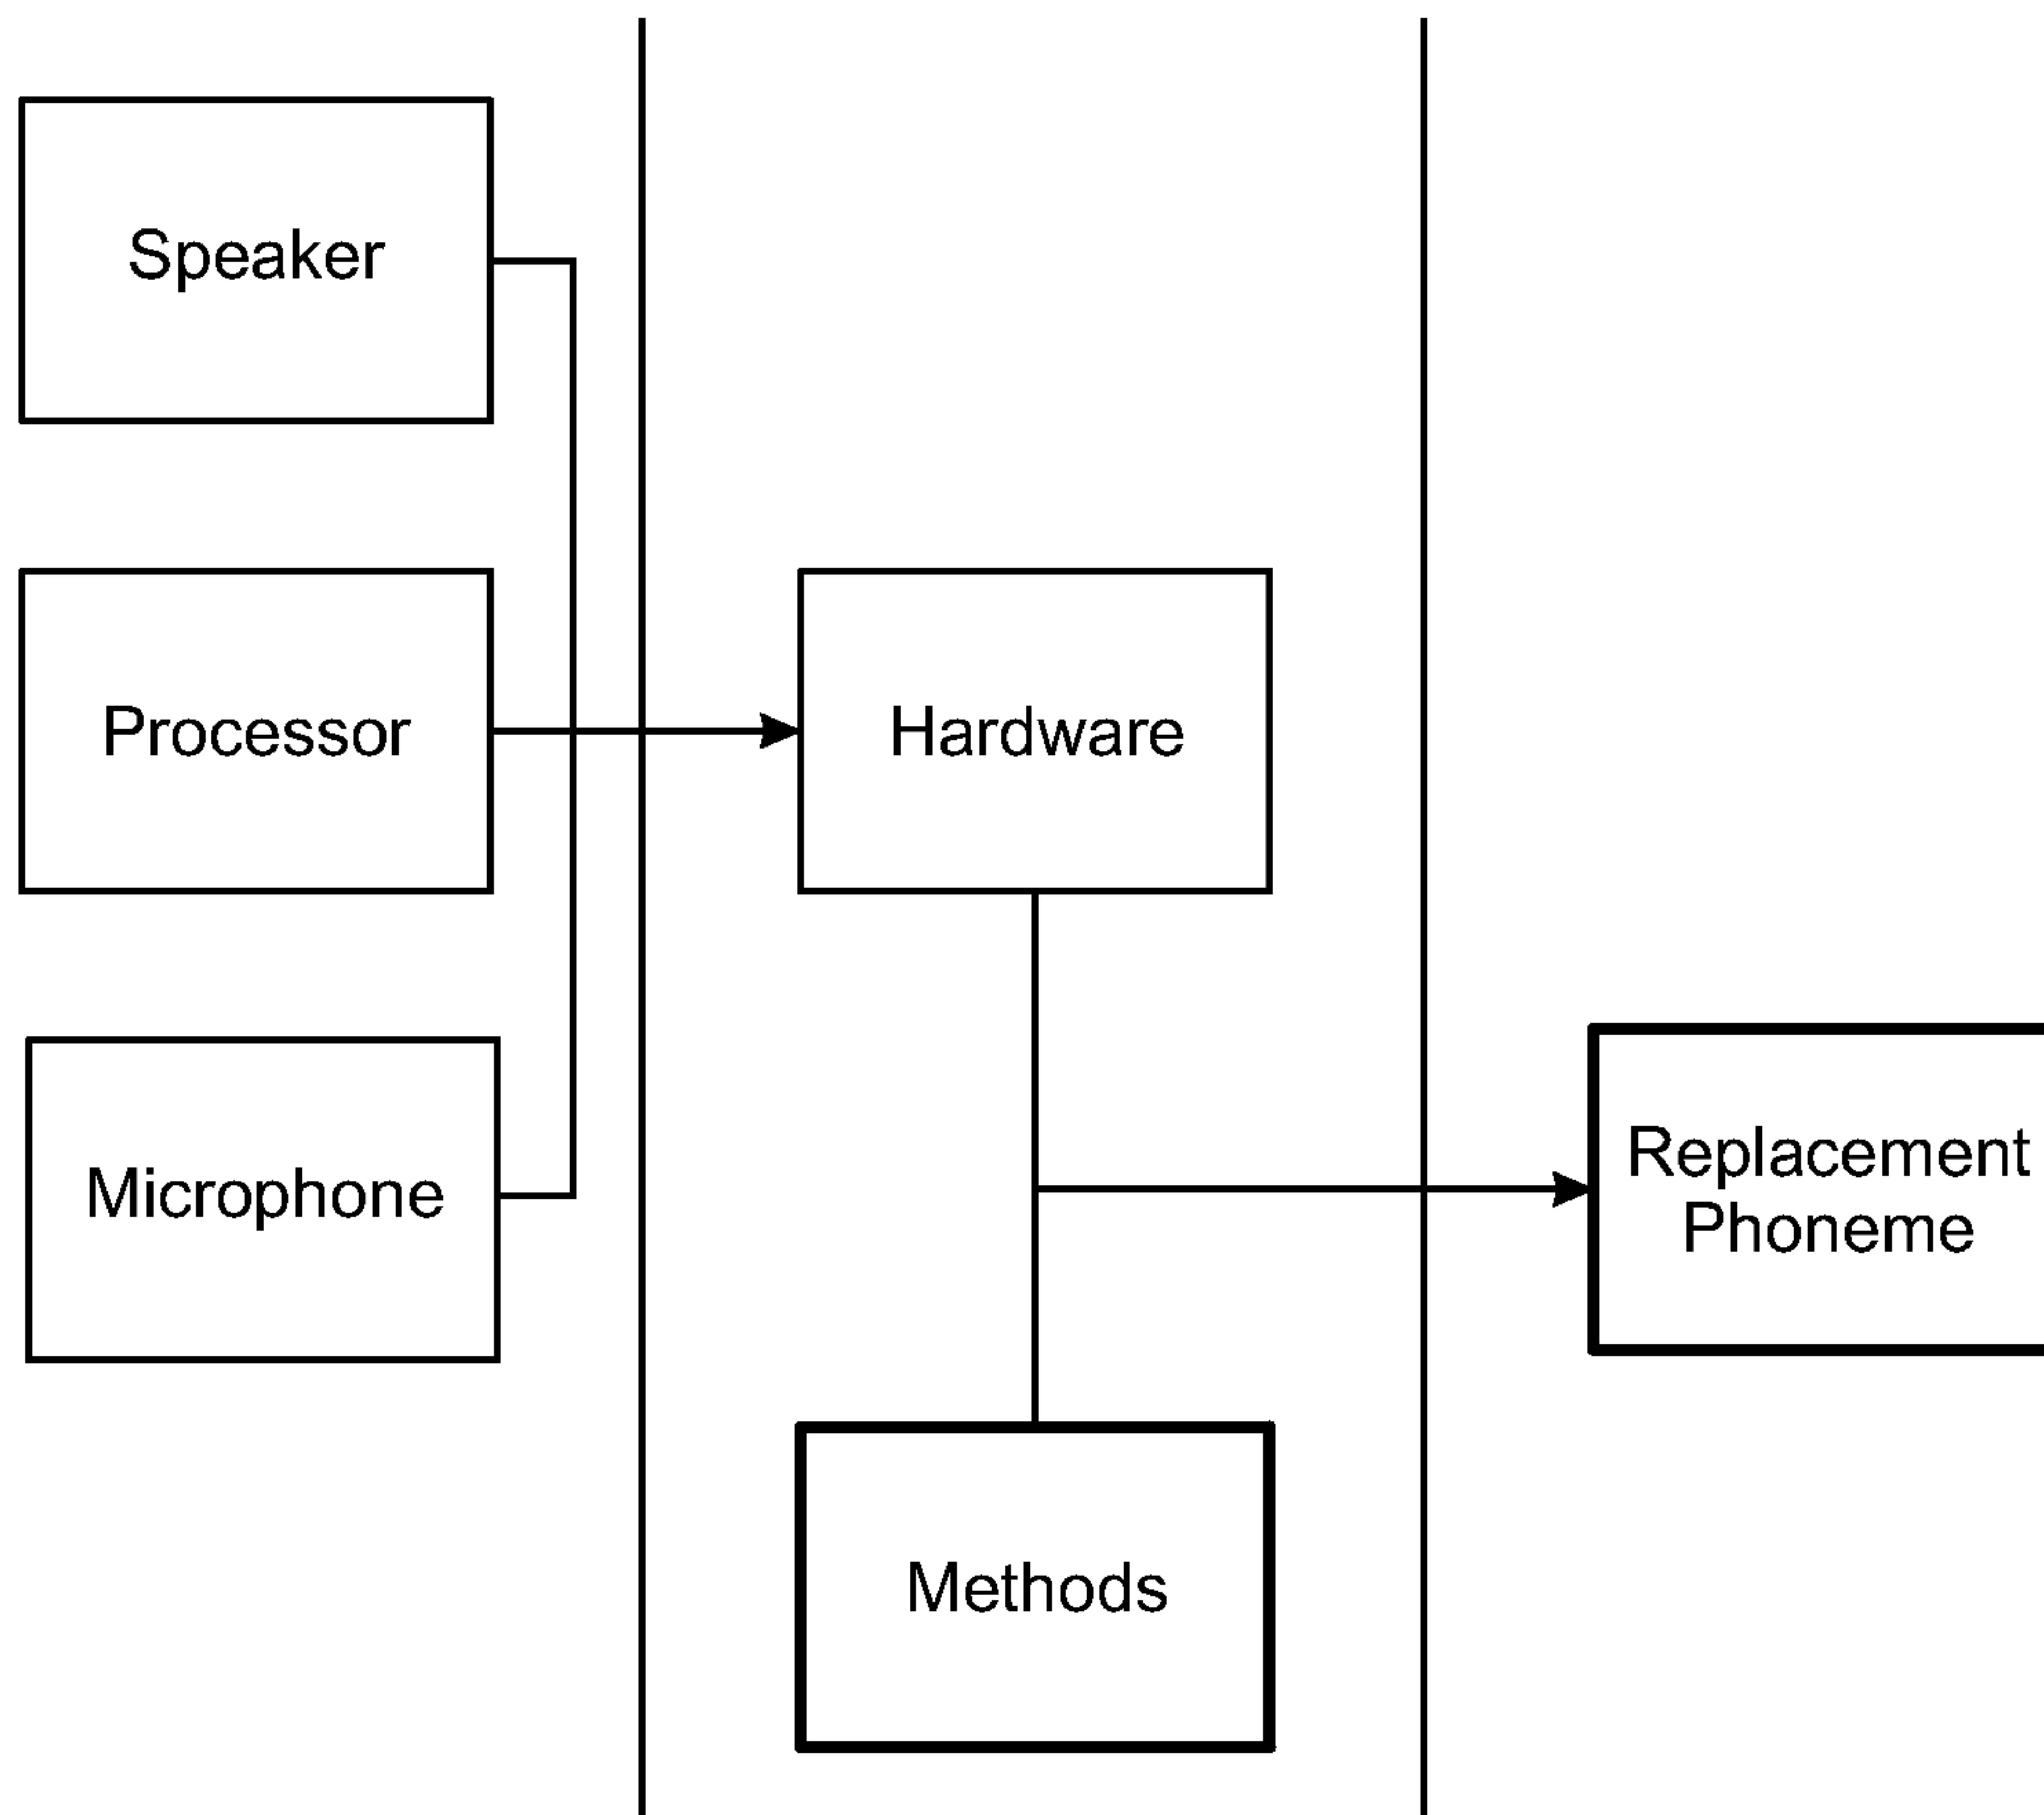 Speaker
Processor
Hardware
Microphone
Replacement
Phoneme
Methods